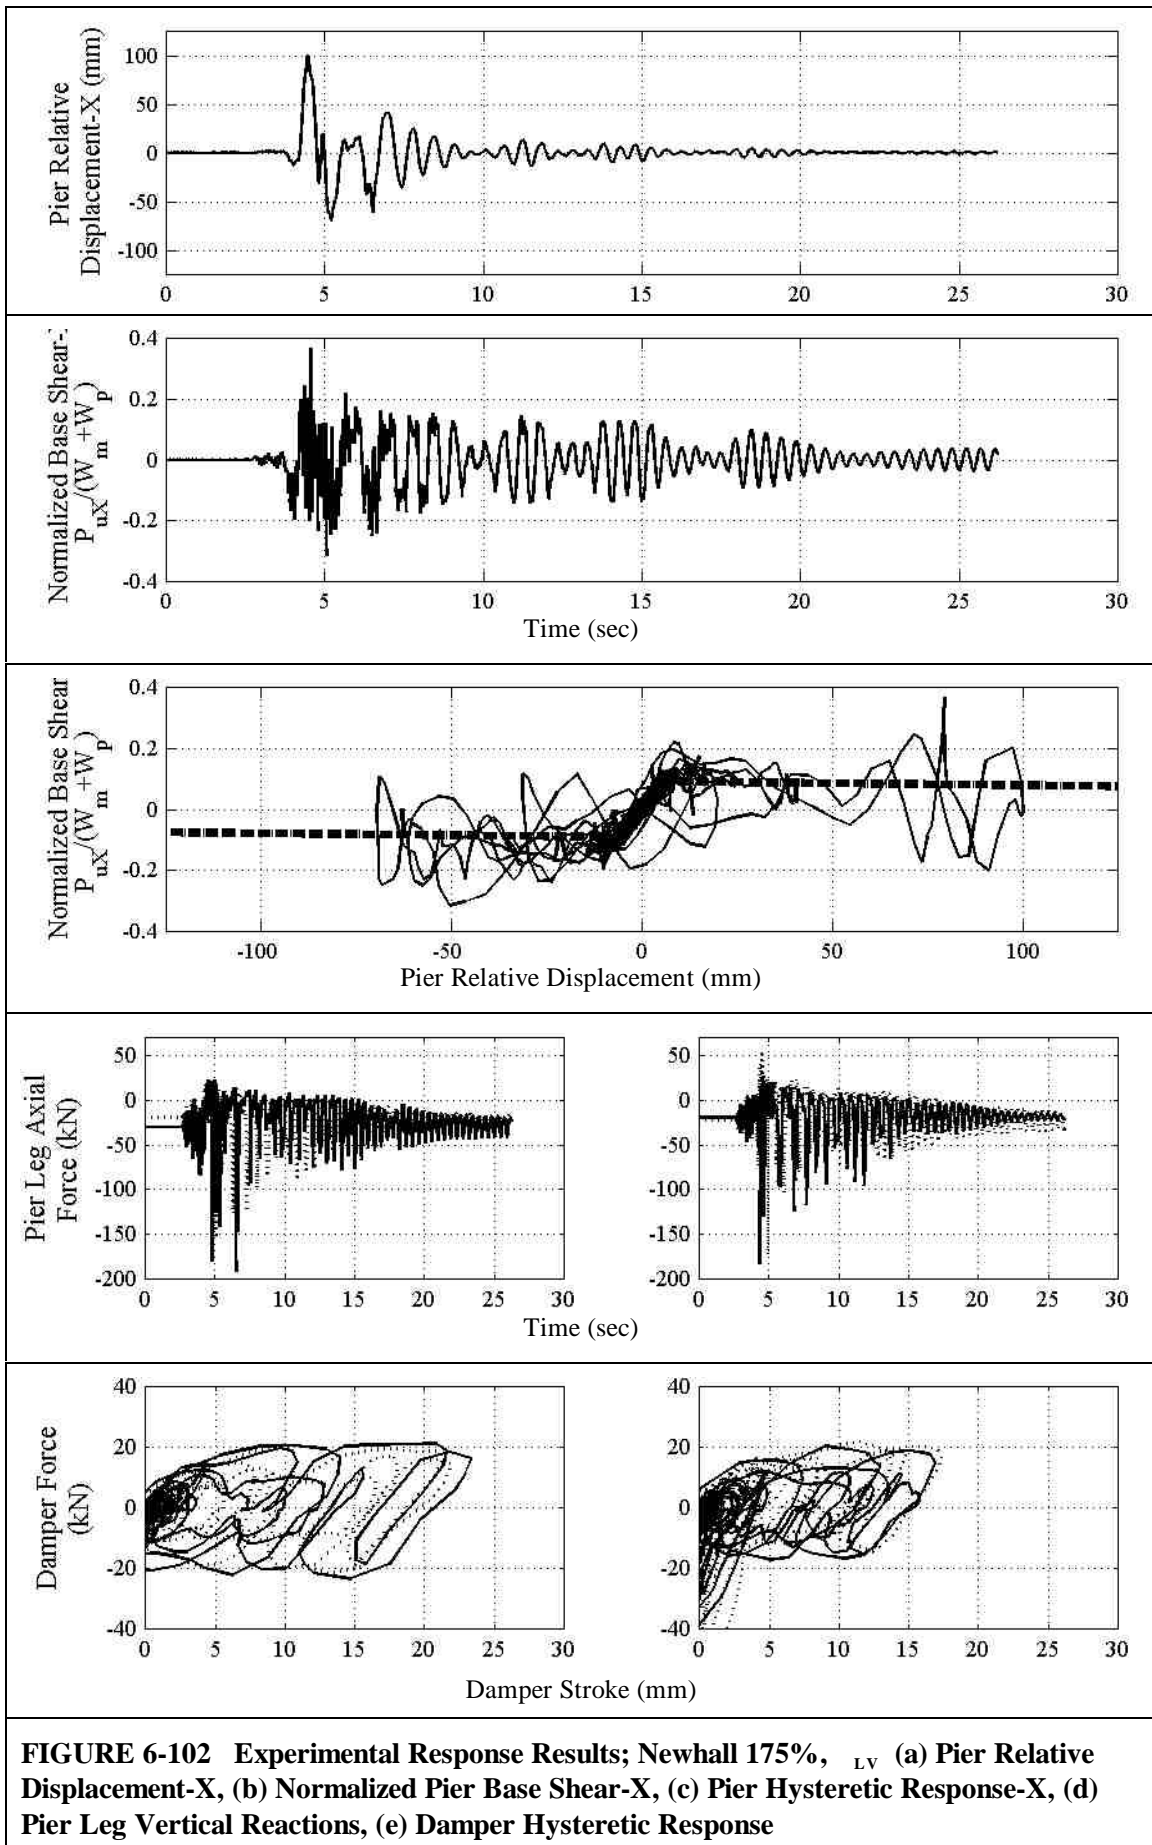 Pier Relative
Displacement-X (mm)
100
50
0
-50
-100
0 5 10 15 20 25 30
Normalized Base Shear-
P uX /(W m +W p )
0.4
0.2
0
-0.2
-0.4
0 5 10 15 20 25 30
Time (sec)
Normalized Base Shear
P uX /(W m +W p )
0.4
0.2
0
-0.2
-0.4
-100 -50 0 50 100
Pier Relative Displacement (mm)
Pier Leg Axial
Force (kN)
50
0
-50
-100
-150
-200
0 5 10 15 20 25 30
50
0
-50
-100
-150
-200
0 5 10 15 20 25 30
Time (sec)
Damper Force
(kN)
40
20
0
-20
-40
0 5 10 15 20 25 30
40
20
0
-20
-40
0 5 10 15 20 25 30
Damper Stroke (mm)
FIGURE 6-102 Experimental Response Results; Newhall 175%, LV (a) Pier Relative
Displacement-X, (b) Normalized Pier Base Shear-X, (c) Pier Hysteretic Response-X, (d)
Pier Leg Vertical Reactions, (e) Damper Hysteretic Response